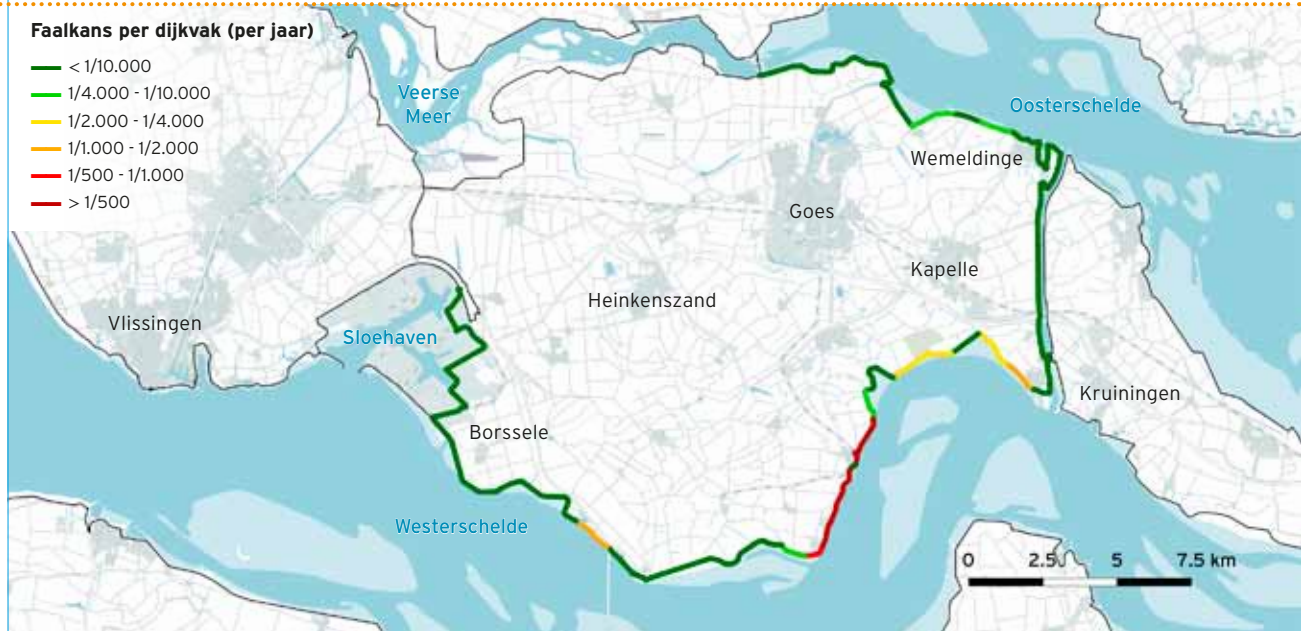 Faalkans per dijkvak (per jaar)
< 1/10.000
1/4.000 - 1/10.000
1/2.000 - 1/4.000
1/1.000 - 1/2.000
1/500 - 1/1.000
> 1/500
Veerse
Meer
Oosterschelde
Wemeldinge
Goes
Kapelle
Heinkenszand
Vlissingen
Sloehaven
Kruiningen
Borssele
Westerschelde
0 2.50 5 7.5 km